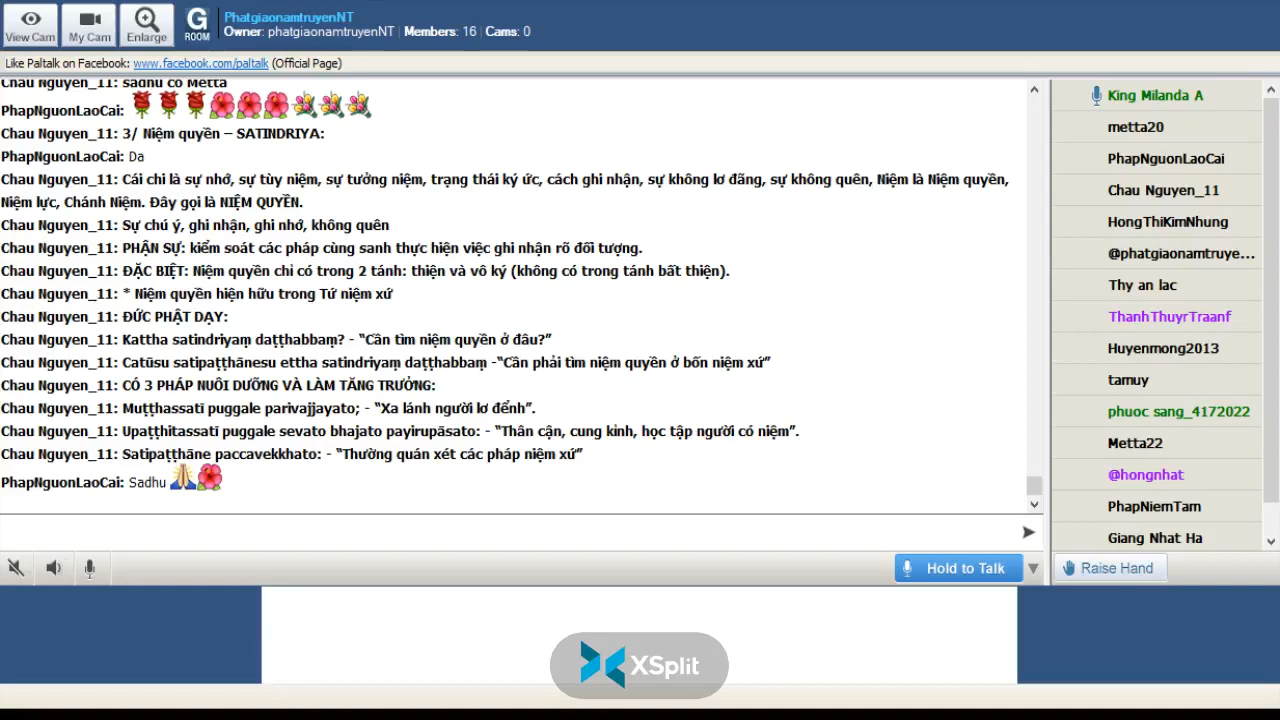 View Cam
My Cam
Enlarge
G
ROOM
PhatgiaonamtruyenNT
Owner: phatgiaonamtruyenNT Members: 16 Cams: 0
Like Paltalk on Facebook: www.facebook.com/paltalk (Official Page)
Chau Nguyen_11: sadhu cô Metta
PhapNguonLaoCai:
Chau Nguyen_11: 3/ Niệm quyền – SATINDRIYA:
PhapNguonLaoCai: Da
Chau Nguyen_11: Cái chi là sự nhớ, sự tùy niệm, sự tưởng niệm, trạng thái ký ức, cách ghi nhận, sự không lơ đãng, sự không quên, Niệm là Niệm quyền,
Niệm lực, Chánh Niệm. Đây gọi là NIỆM QUYỀN.
Chau Nguyen_11: Sự chú ý, ghi nhận, ghi nhớ, không quên
Chau Nguyen_11: PHẬN SỰ: kiểm soát các pháp cùng sanh thực hiện việc ghi nhận rõ đối tượng.
Chau Nguyen_11: ĐẶC BIỆT: Niệm quyền chỉ có trong 2 tánh: thiện và vô ký (không có trong tánh bất thiện).
Chau Nguyen_11: * Niệm quyền hiện hữu trong Tứ niệm xứ
Chau Nguyen_11: ĐỨC PHẬT DẠY:
Chau Nguyen_11: Kattha satindriyaṃ daṭṭhabbaṃ? - “Cần tìm niệm quyền ở đâu?”
Chau Nguyen_11: Catūsu satipaṭṭhānesu ettha satindriyaṃ daṭṭhabbaṃ -“Cần phải tìm niệm quyền ở bốn niệm xứ”
Chau Nguyen_11: CÓ 3 PHÁP NUÔI DƯỠNG VÀ LÀM TĂNG TRƯỞNG:
Chau Nguyen_11: Muṭṭhassatī puggale parivajjayato; - “Xa lánh người lơ đểnh”.
Chau Nguyen_11: Upaṭṭhitassatī puggale sevato bhajato payirupāsato: - “Thân cận, cung kinh, học tập người có niệm”.
Chau Nguyen_11: Satipaṭṭhāne paccavekkhato: - “Thường quán xét các pháp niệm xứ”
PhapNguonLaoCai: Sadhu
King Milanda A
metta20
PhapNguonLaoCai
Chau Nguyen_11
HongThiKimNhung
@phatgiaonamtruye...
Thy an lac
ThanhThuyrTraanf
Huyenmong2013
tamuy
phuoc sang_4172022
Metta22
@hongnhat
PhapNiemTam
Giang Nhat Ha
Hold to Talk
Raise Hand
XSplit